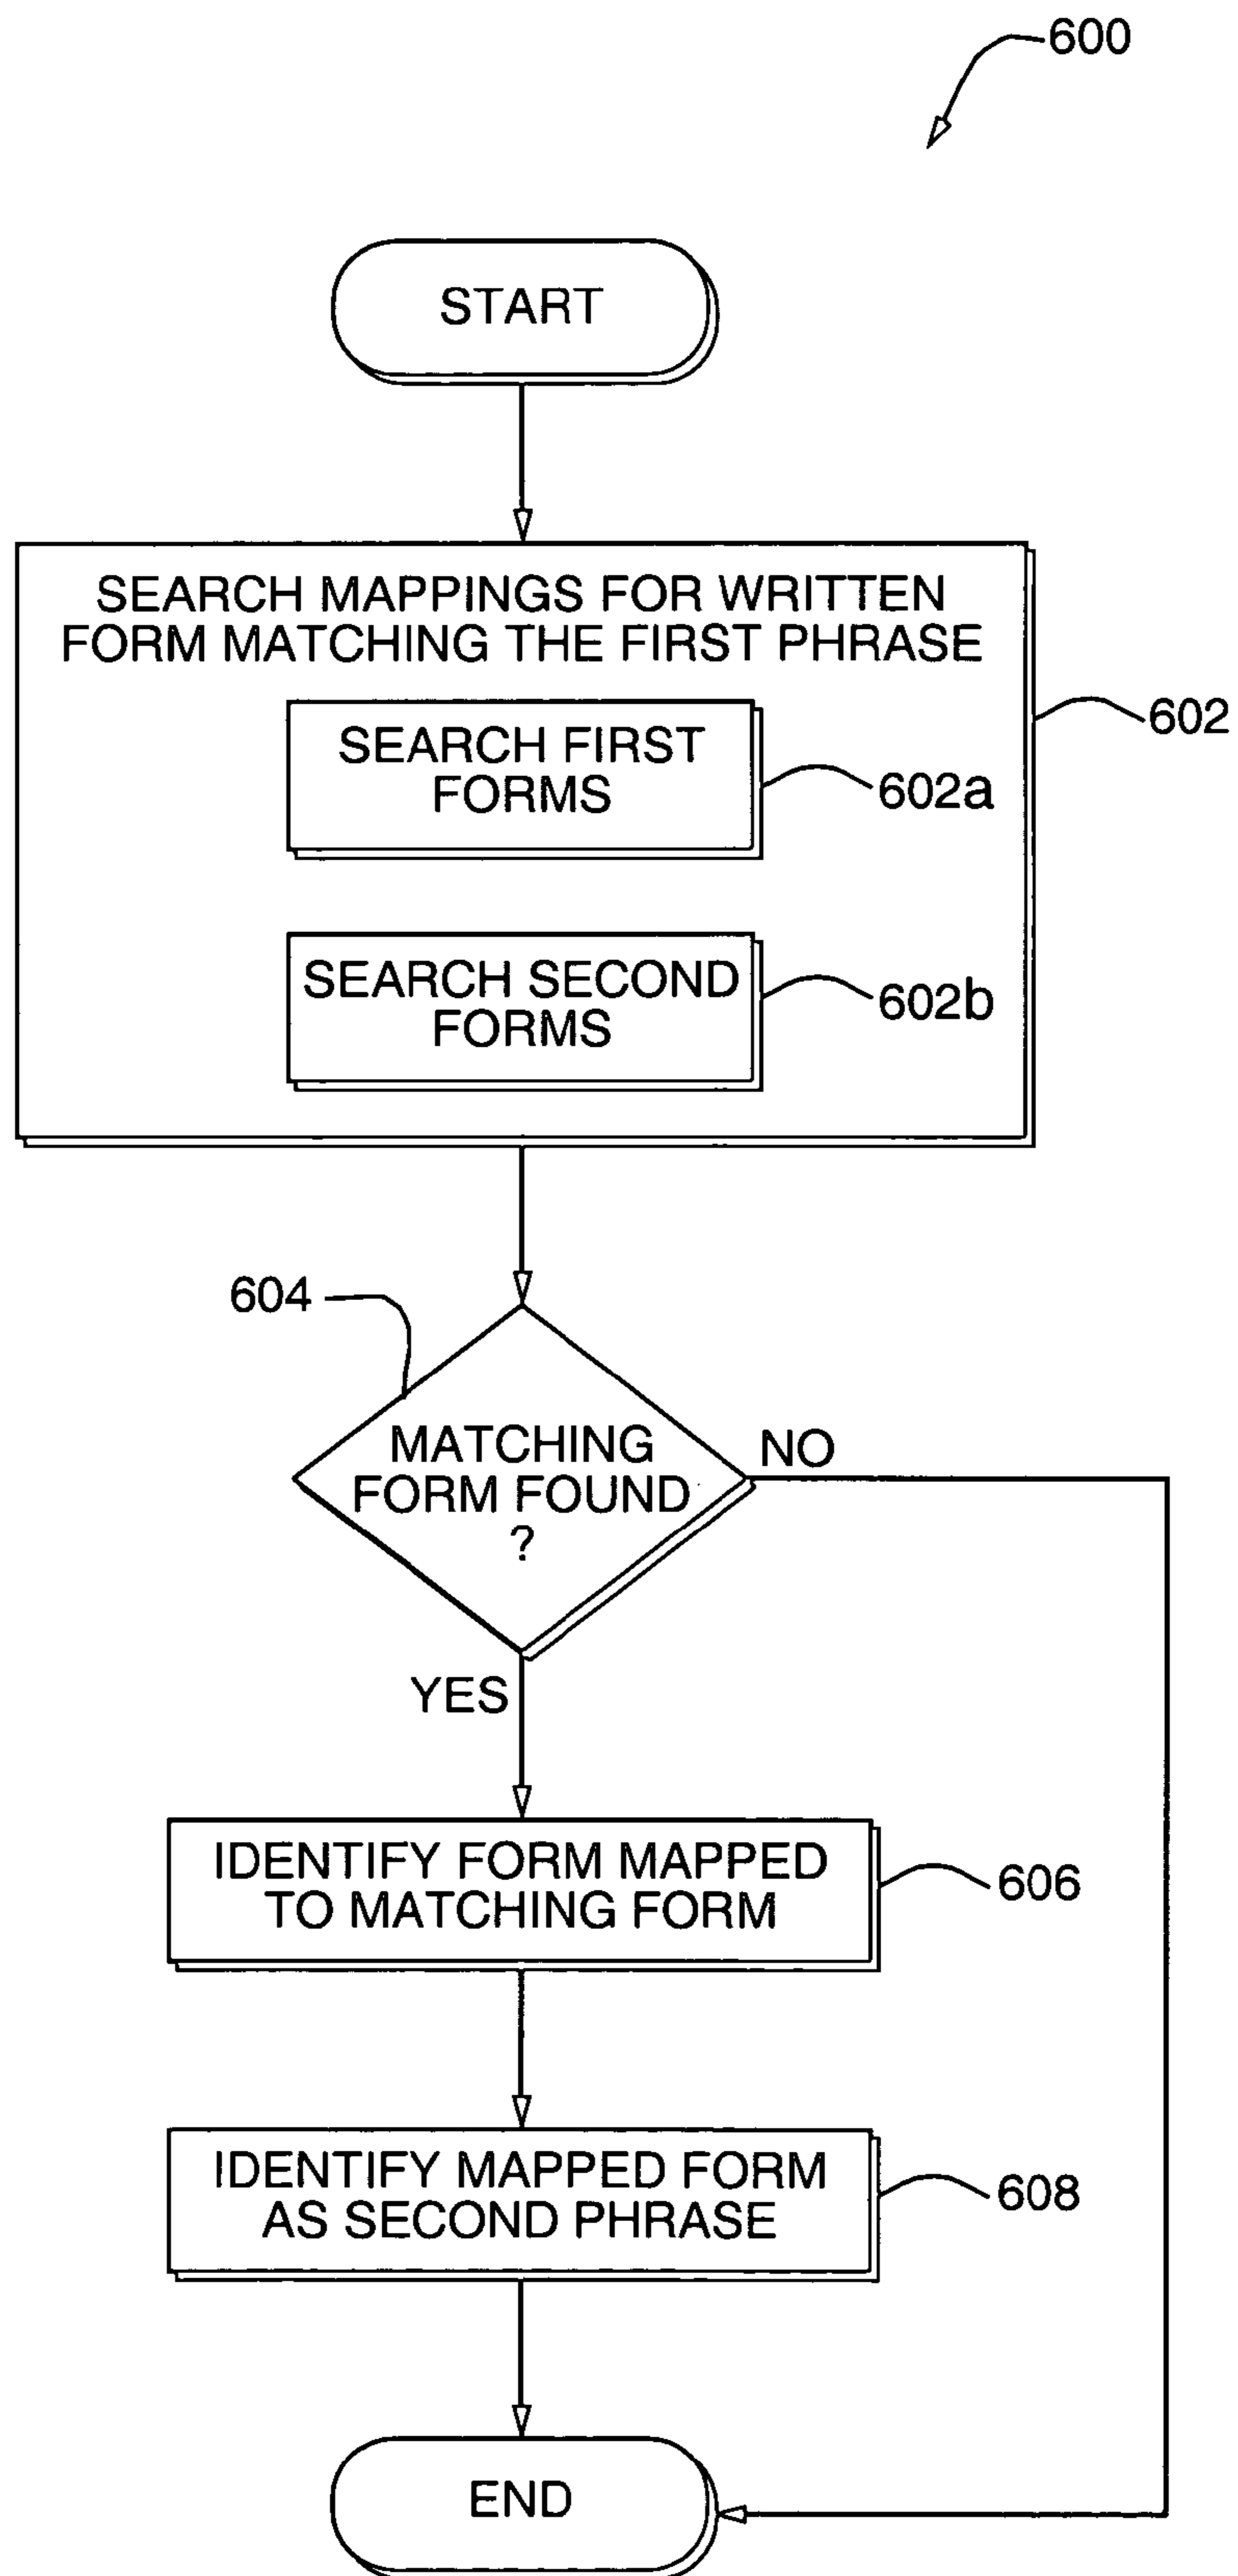 600
START
SEARCH MAPPINGS FOR WRITTEN
FORM MATCHING THE FIRST PHRASE
602
SEARCH FIRST
FORMS
602a
SEARCH SECOND
FORMS
602b
604
MATCHING
FORM FOUND
?
NO
YES
IDENTIFY FORM MAPPED
TO MATCHING FORM
606
IDENTIFY MAPPED FORM
AS SECOND PHRASE
608
END